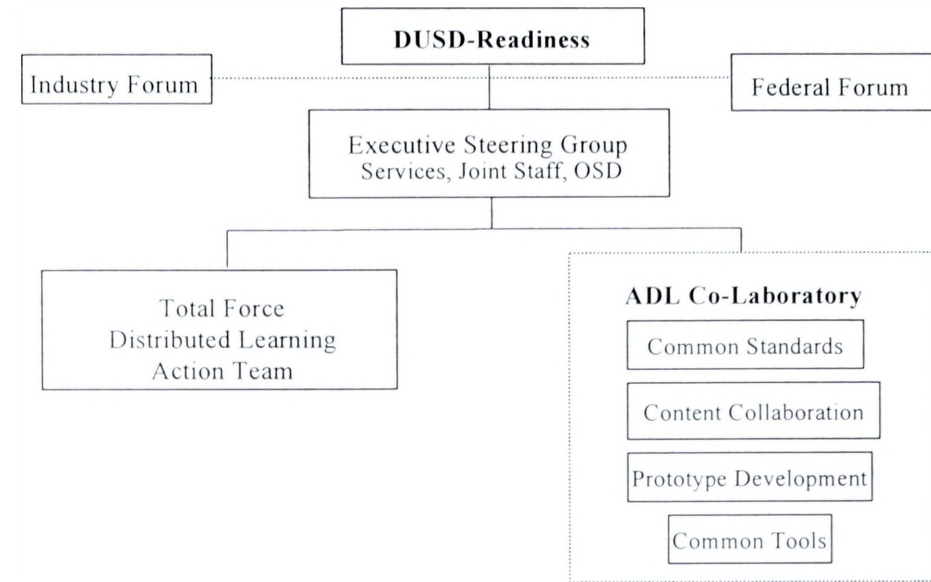 DUSD-Readiness
Industry Forum
Federal Forum
Executive Steering Group
Services, Joint Staff, OSD
Total Force
Distributed Learning
Action Team
ADL Co-Laboratory
Common Standards
Content Collaboration
Prototype Development
Common Tools